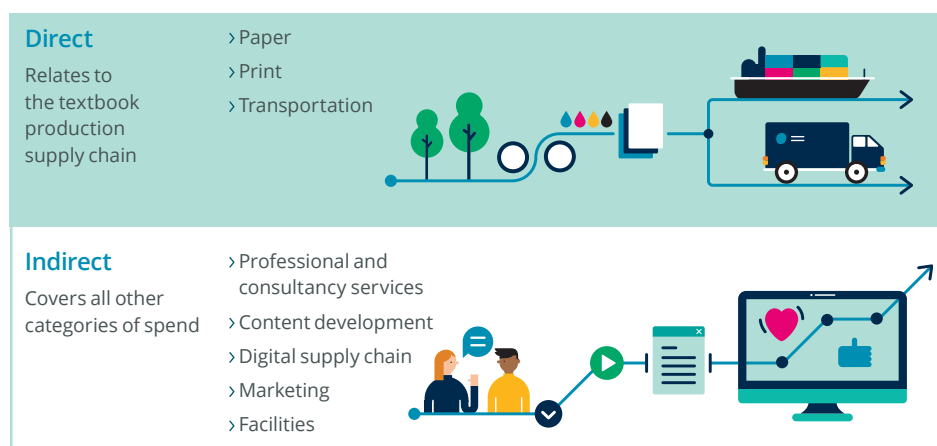 Direct
Relates to
the textbook
production
supply chain
› Paper
› Print
› Transportation
Indirect
Covers all other
categories of spend
› Professional and
consultancy services
› Content development
› Digital supply chain
› Marketing
› Facilities